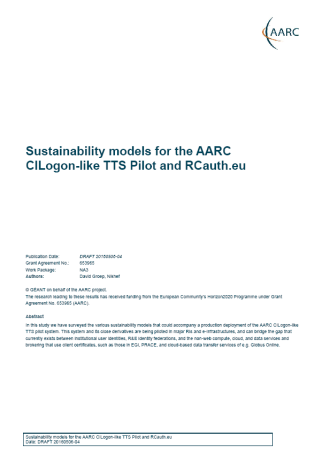 AARC
Sustainability models for the AARC
CILogon-like TTS Pilot and RCauth.eu
Publication Date: DRAFT 20160506-04
Grant Agreement No.: 653965
Work Package: NA3
Authors: David Groep, Nikhef
© GÉANT on behalf of the AARC project.
The research leading to these results has received funding from the European Community's Horizon2020 Programme under Grant
Agreement No. 653965 (AARC).
Abstract
In this study we have surveyed the various sustainability models that could accompany a production deployment of the AARC CILogon-like
TTS pilot system. This system and its close derivatives are being piloted in major RIs and e-Infrastructures, and can bridge the gap that
currently exists between institutional user identities, R&E identity federations, and the non-web compute, cloud, and data services and
brokering that use client certificates, such as those in EGI, PRACE, and cloud-based data transfer services of e.g. Globus Online.
Sustainability models for the AARC CILogon-like TTS Pilot and RCauth.eu
Date: DRAFT 20160506-04